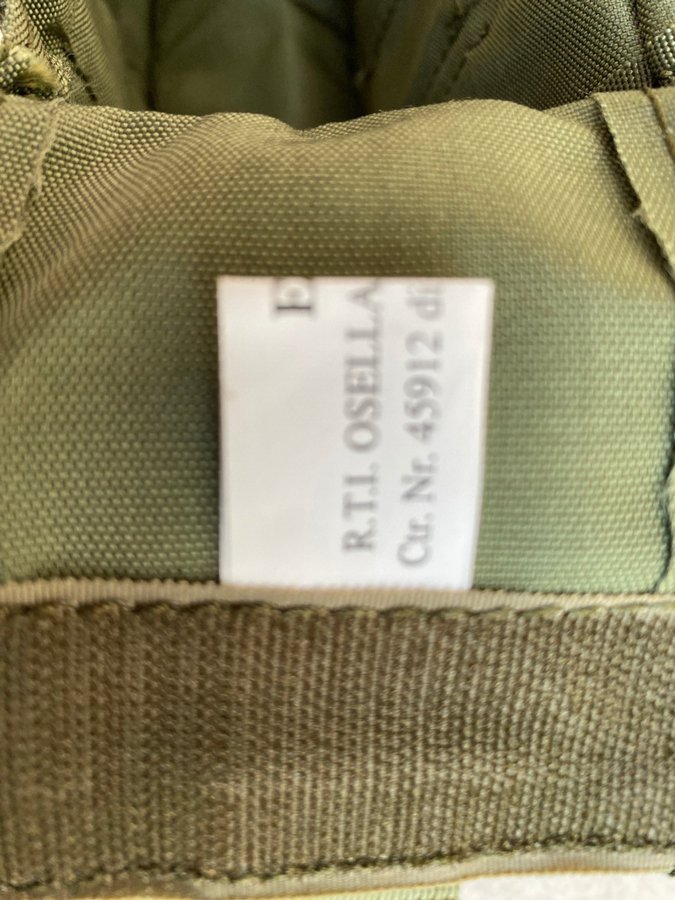 E
R.T.I. OSELLA
Ctr. Nr. 45912 di